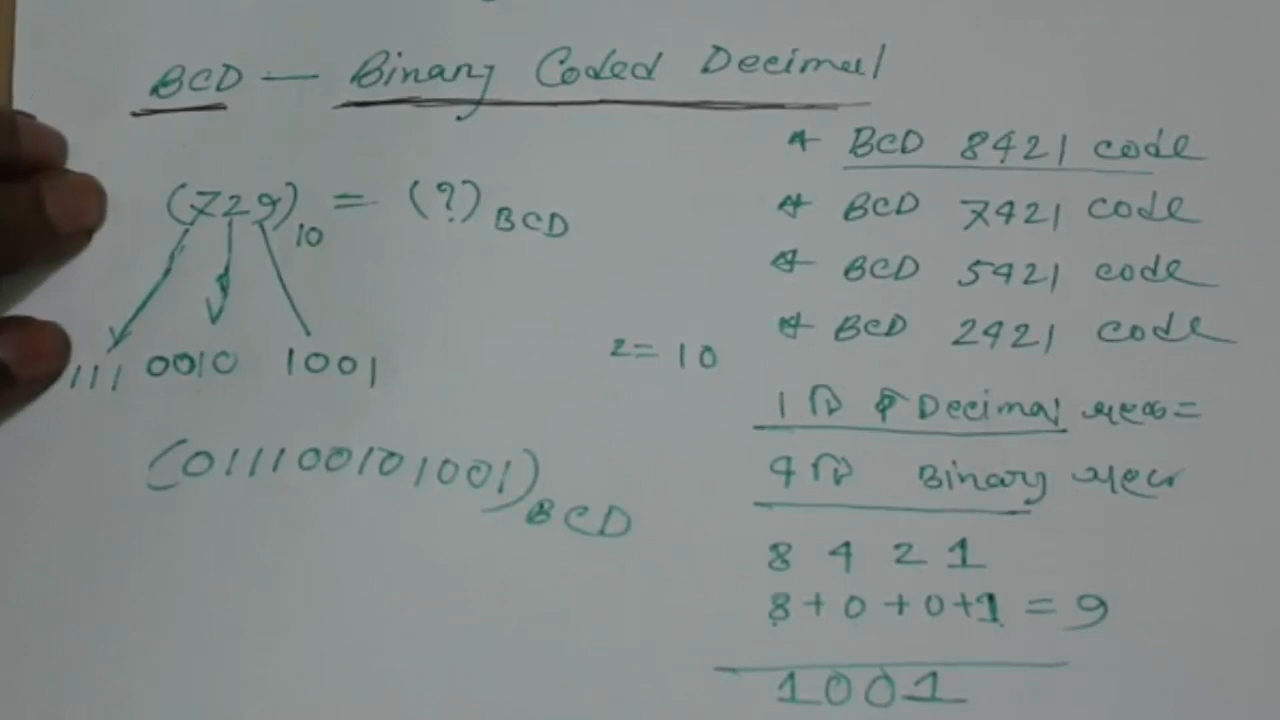 BCD — Binary Coded Decimal
(729)10 = (?)BCD
111 0010 1001
(011100101001)BCD
* BCD 8421 code
* BCD 7421 code
* BCD 5421 code
* BCD 2421 code
2=10
1 টি Decimal অংক=
4 টি Binary অংক
8 4 2 1
8+0+0+1=9
1001